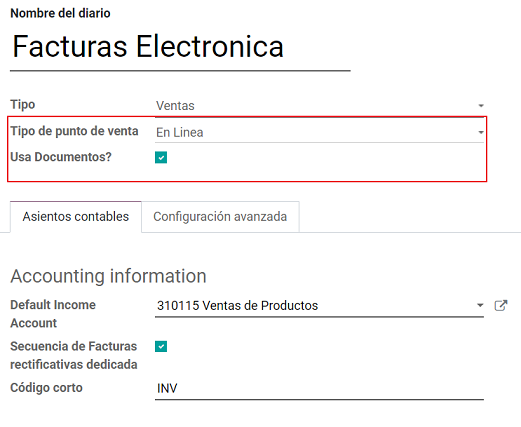 Nombre del diario
Facturas Electronica
Tipo Ventas
Tipo de punto de venta En Linea
Usa Documentos?
Asientos contables Configuración avanzada
Accounting information
Default Income 310115 Ventas de Productos
Account
Secuencia de Facturas
rectificativas dedicada
Código corto INV